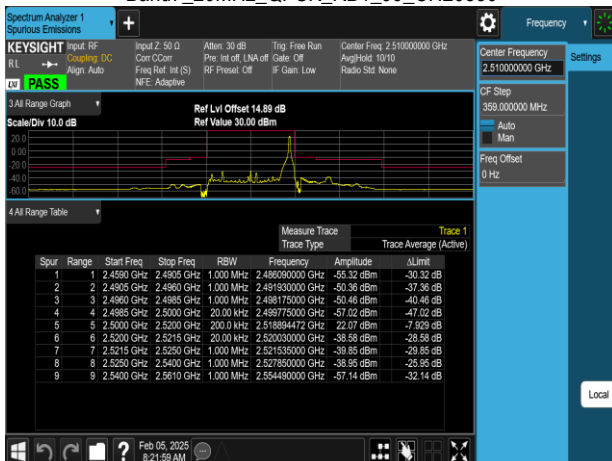 Spectrum Analyzer 1
Spurious Emissions
Frequency
KEYSIGHT
RL
Input: RF
Coupling: DC
Align: Auto
Input Z: 50 Ω
Corr CCorr
Freq Ref: Int (S)
NFE: Adaptive
Atten: 30 dB
Pre: Int off, LNA off
RF Preset: Off
Trig: Free Run
Gate: Off
IF Gain: Low
Center Freq: 2.510000000 GHz
Avg|Hold: 10/10
Radio Std: None
LXI PASS
3 All Range Graph
Scale/Div 10.0 dB
Ref Lvl Offset 14.89 dB
Ref Value 30.00 dBm
20.0
0.00
-20.0
-40.0
-60.0
4 All Range Table
Measure Trace Trace 1
Trace Type Trace Average (Active)
Spur Range Start Freq Stop Freq RBW Frequency Amplitude ΔLimit
1 1 2.4590 GHz 2.4905 GHz 1.000 MHz 2.486090000 GHz -55.32 dBm -30.32 dB
2 2 2.4905 GHz 2.4960 GHz 1.000 MHz 2.491930000 GHz -50.36 dBm -37.36 dB
3 3 2.4960 GHz 2.4985 GHz 1.000 MHz 2.498175000 GHz -50.46 dBm -40.46 dB
4 4 2.4985 GHz 2.5000 GHz 20.00 kHz 2.499775000 GHz -57.02 dBm -47.02 dB
5 5 2.5000 GHz 2.5200 GHz 200.0 kHz 2.518894472 GHz 22.07 dBm -7.929 dB
6 6 2.5200 GHz 2.5215 GHz 20.00 kHz 2.520030000 GHz -38.58 dBm -28.58 dB
7 7 2.5215 GHz 2.5250 GHz 1.000 MHz 2.521535000 GHz -39.85 dBm -29.85 dB
8 8 2.5250 GHz 2.5400 GHz 1.000 MHz 2.527850000 GHz -38.95 dBm -25.95 dB
9 9 2.5400 GHz 2.5610 GHz 1.000 MHz 2.554490000 GHz -57.14 dBm -32.14 dB
Center Frequency
2.510000000 GHz
Settings
CF Step
359.000000 MHz
Auto
Man
Freq Offset
0 Hz
Local
Feb 05, 2025
8:21:59 AM